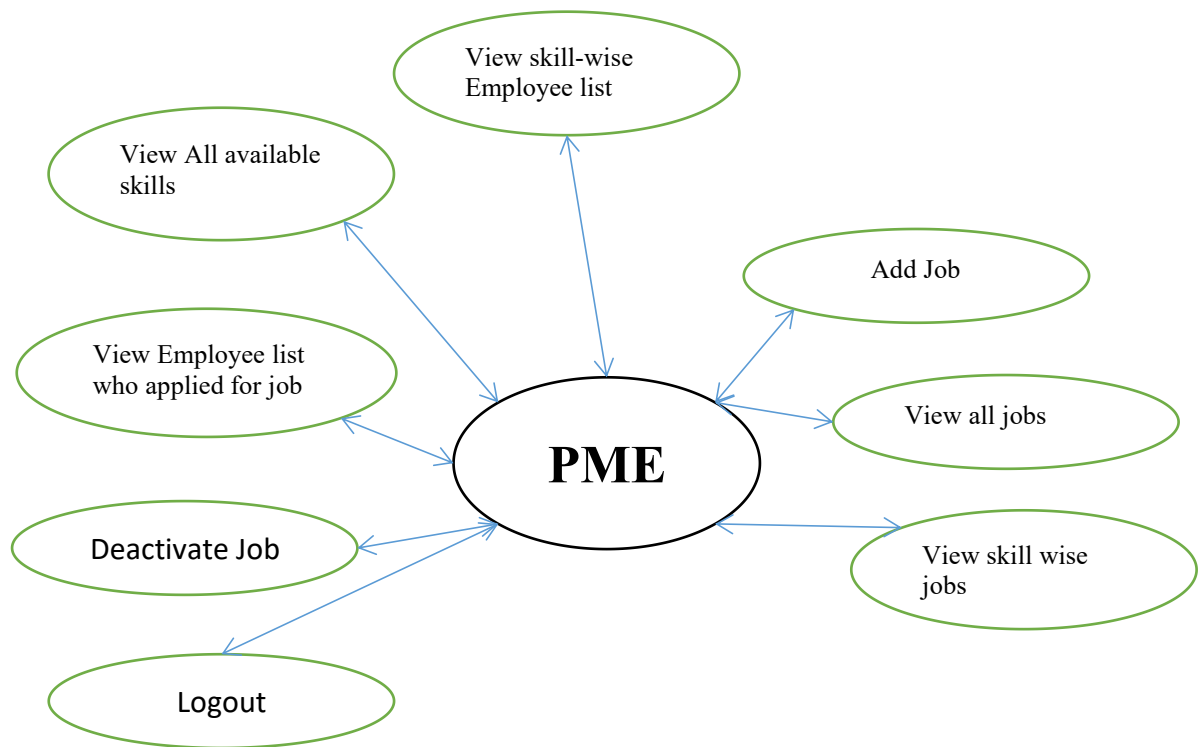 View skill-wise
Employee list
View All available
skills
Add Job
View Employee list
who applied for job
View all jobs
PME
Deactivate Job
View skill wise
jobs
Logout